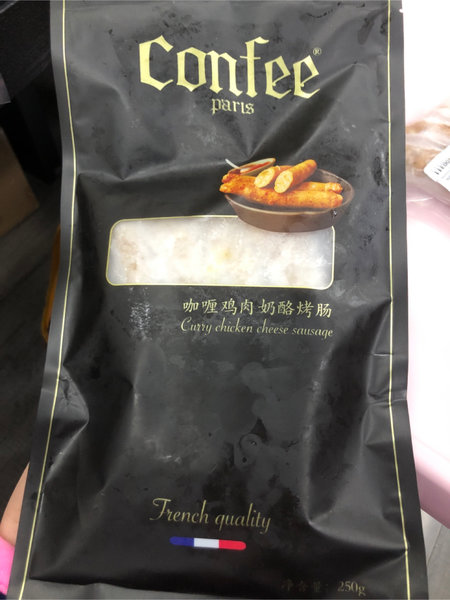 Confee®
paris
咖喱鸡肉奶酪烤肠
Curry chicken cheese sausage
French quality
净含量: 250g